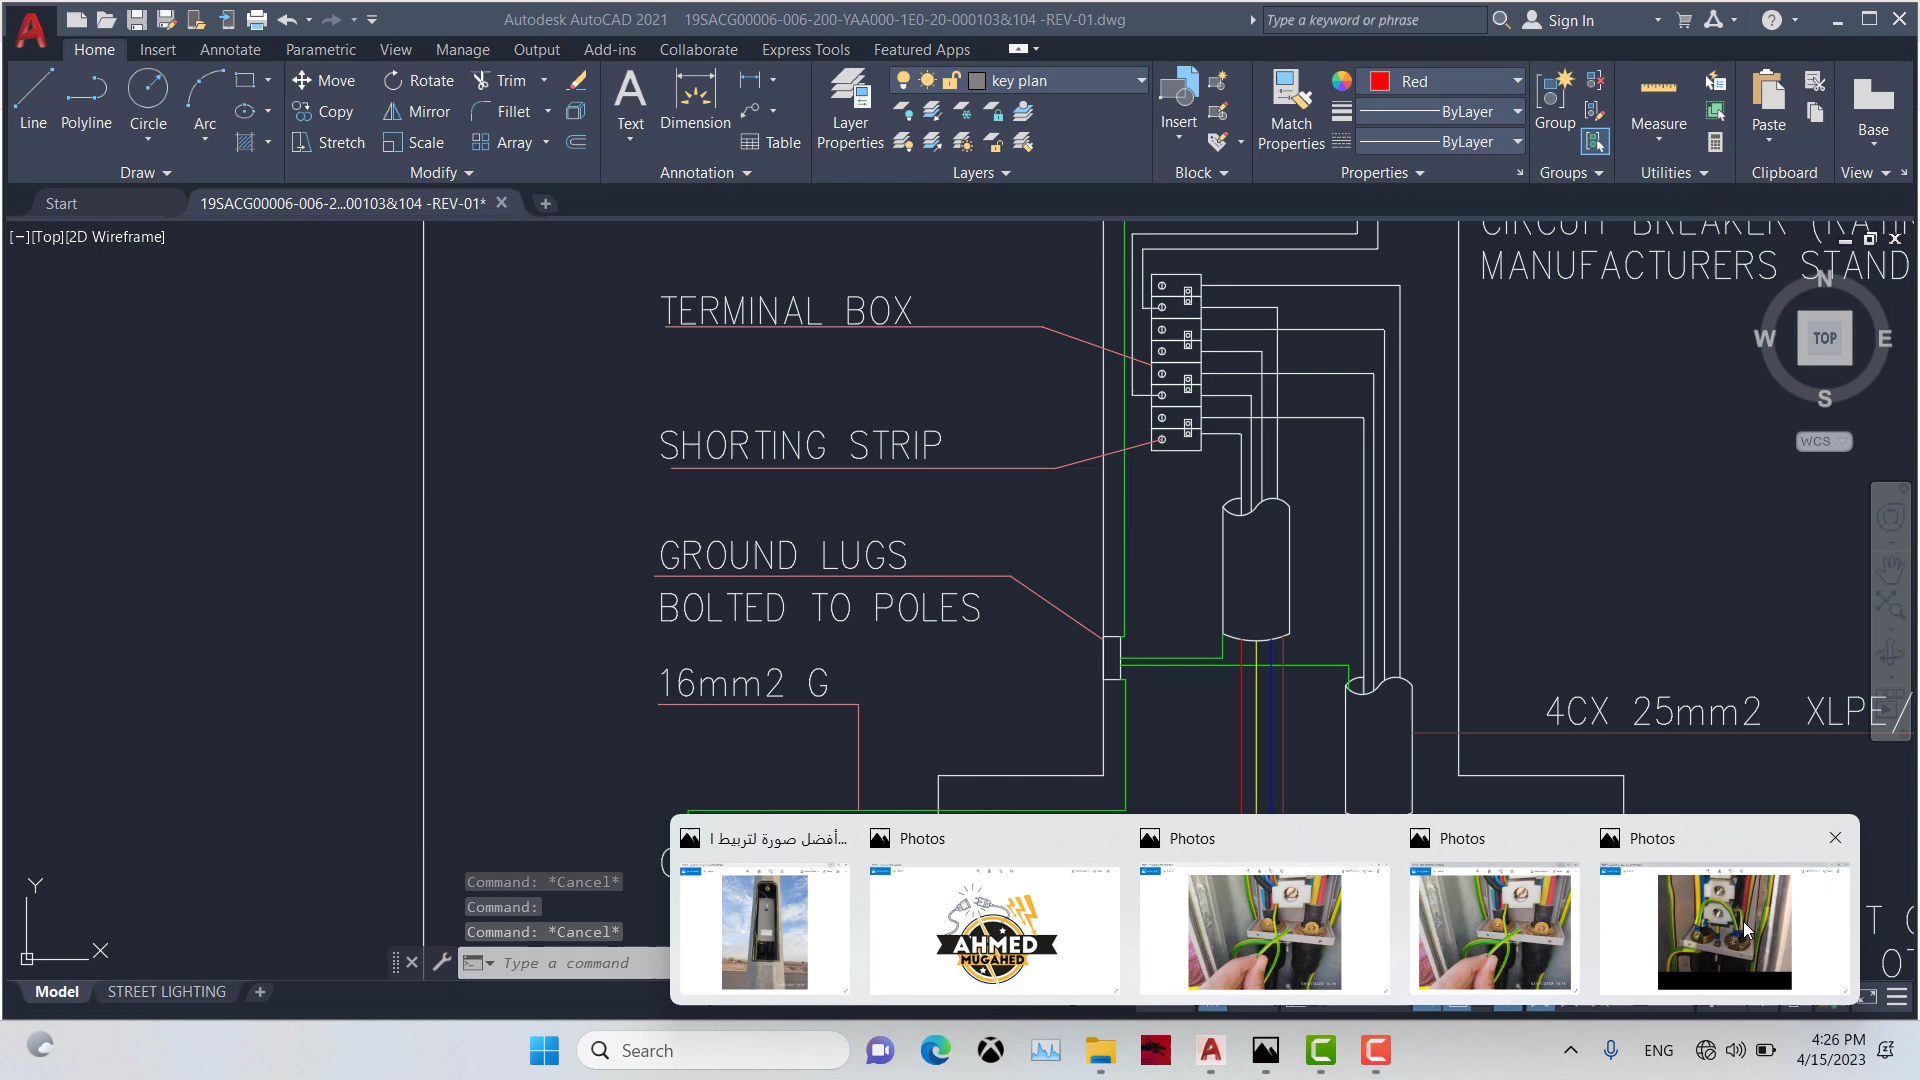 Autodesk AutoCAD 2021 19SACG00006-006-200-YAA000-1E0-20-000103&104 -REV-01.dwg
Type a keyword or phrase
Sign In
Home Insert Annotate Parametric View Manage Output Add-ins Collaborate Express Tools Featured Apps
Line Polyline Circle Arc
Move Rotate Trim
Copy Mirror Fillet
Stretch Scale Array
Text Dimension Table
Layer Properties
key plan
Insert
Match Properties
Red
ByLayer
ByLayer
Group
Measure
Paste
Base
Draw Modify Annotation Layers Block Properties Groups Utilities Clipboard View
Start 19SACG00006-006-2...00103&104 -REV-01*
[−][Top][2D Wireframe]
CIRCUIT BREAKER
MANUFACTURERS STAND
TERMINAL BOX
SHORTING STRIP
GROUND LUGS
BOLTED TO POLES
16mm2 G
4CX 25mm2 XLPE/
N
W TOP E
S
WCS
Y
X
Command: *Cancel*
Command:
Command: *Cancel*
Type a command
أفضل صورة لتربيط ا...
Photos
Photos
Photos
Photos
AHMED
MUGAHED
Model STREET LIGHTING
Search
ENG
4:26 PM
4/15/2023